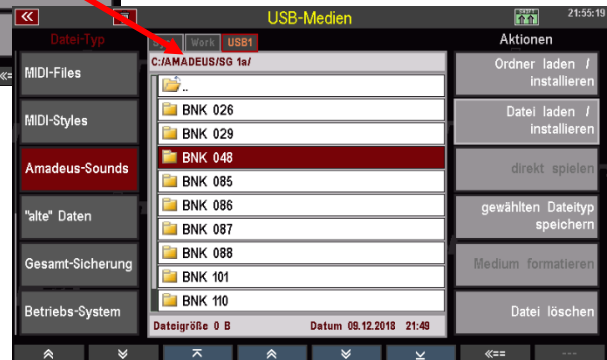 USB-Medien
21:55:19
Datei-Typ
Work USB1
Aktionen
C:/AMADEUS/SG 1a/
MIDI-Files
MIDI-Styles
Amadeus-Sounds
"alte" Daten
Gesamt-Sicherung
Betriebs-System
..
BNK 026
BNK 029
BNK 048
BNK 085
BNK 086
BNK 087
BNK 088
BNK 101
BNK 110
Dateigröße 0 B Datum 09.12.2018 21:49
Ordner laden /
installieren
Datei laden /
installieren
direkt spielen
gewählten Dateityp
speichern
Medium formatieren
Datei löschen
«== ---